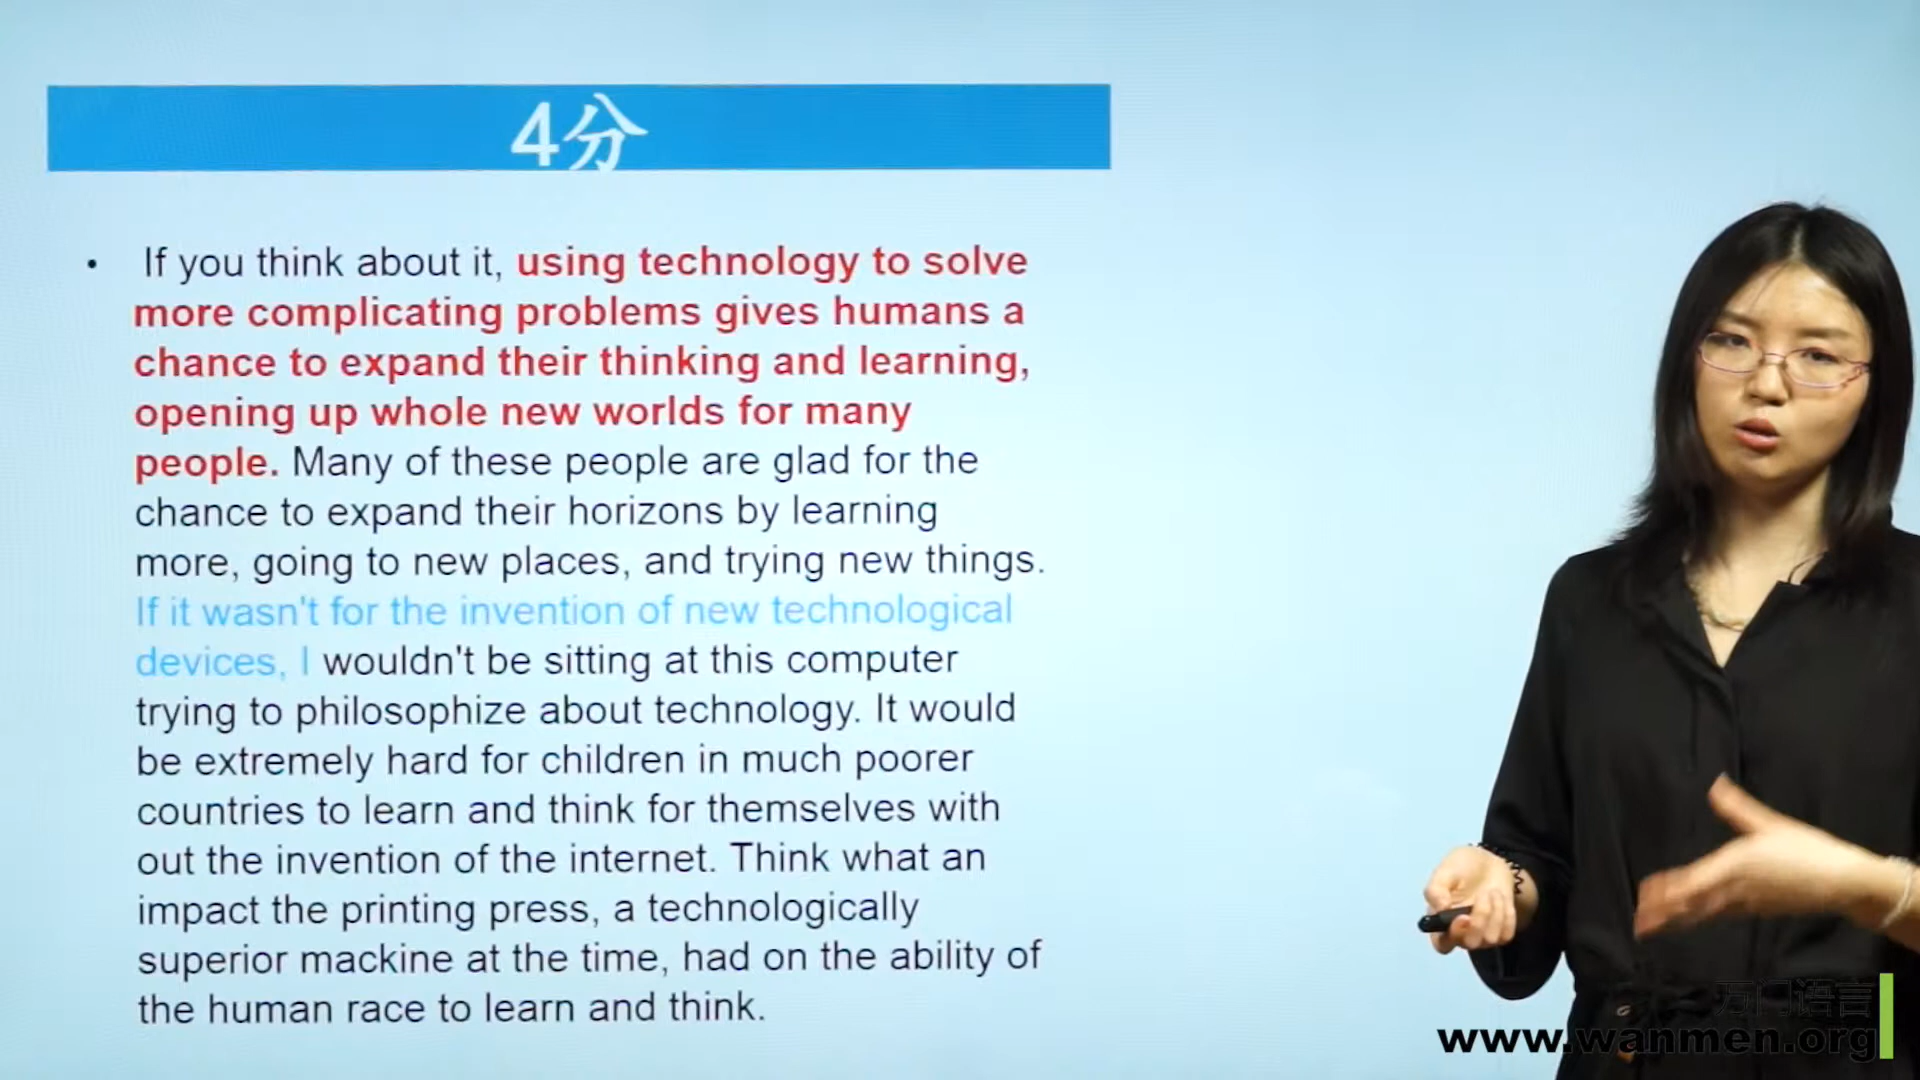 4分
• If you think about it, using technology to solve
more complicating problems gives humans a
chance to expand their thinking and learning,
opening up whole new worlds for many
people. Many of these people are glad for the
chance to expand their horizons by learning
more, going to new places, and trying new things.
If it wasn't for the invention of new technological
devices, I wouldn't be sitting at this computer
trying to philosophize about technology. It would
be extremely hard for children in much poorer
countries to learn and think for themselves with
out the invention of the internet. Think what an
impact the printing press, a technologically
superior mackine at the time, had on the ability of
the human race to learn and think.
万门语言
www.wanmen.org